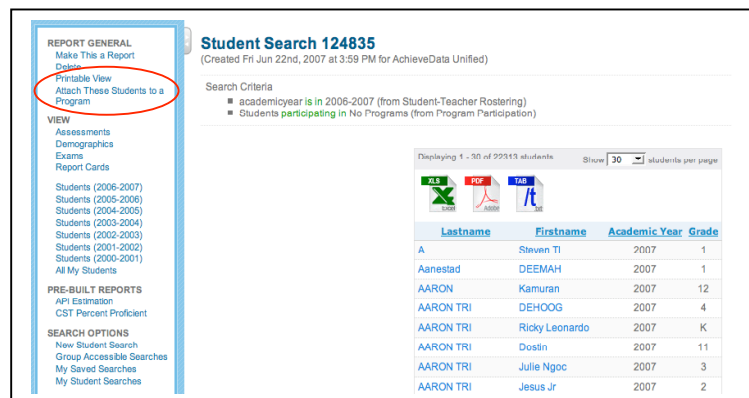 REPORT GENERAL
Make This a Report
Delete
Printable View
Attach These Students to a
Program
VIEW
Assessments
Demographics
Exams
Report Cards
Students (2006-2007)
Students (2005-2006)
Students (2004-2005)
Students (2003-2004)
Students (2002-2003)
Students (2001-2002)
Students (2000-2001)
All My Students
PRE-BUILT REPORTS
API Estimation
CST Percent Proficient
SEARCH OPTIONS
New Student Search
Group Accessible Searches
My Saved Searches
My Student Searches
Student Search 124835
(Created Fri Jun 22nd, 2007 at 3:59 PM for AchieveData Unified)
Search Criteria
academicyear is in 2006-2007 (from Student-Teacher Rostering)
Students participating in No Programs (from Program Participation)
Displaying 1 - 30 of 22313 students Show 30 students per page
XLS Excel PDF Adobe TAB /t txt
Lastname Firstname Academic Year Grade
A Steven TI 2007 1
Aanestad DEEMAH 2007 1
AARON Kamuran 2007 12
AARON TRI DEHOOG 2007 4
AARON TRI Ricky Leonardo 2007 K
AARON TRI Dostin 2007 11
AARON TRI Julie Ngoc 2007 3
AARON TRI Jesus Jr 2007 2